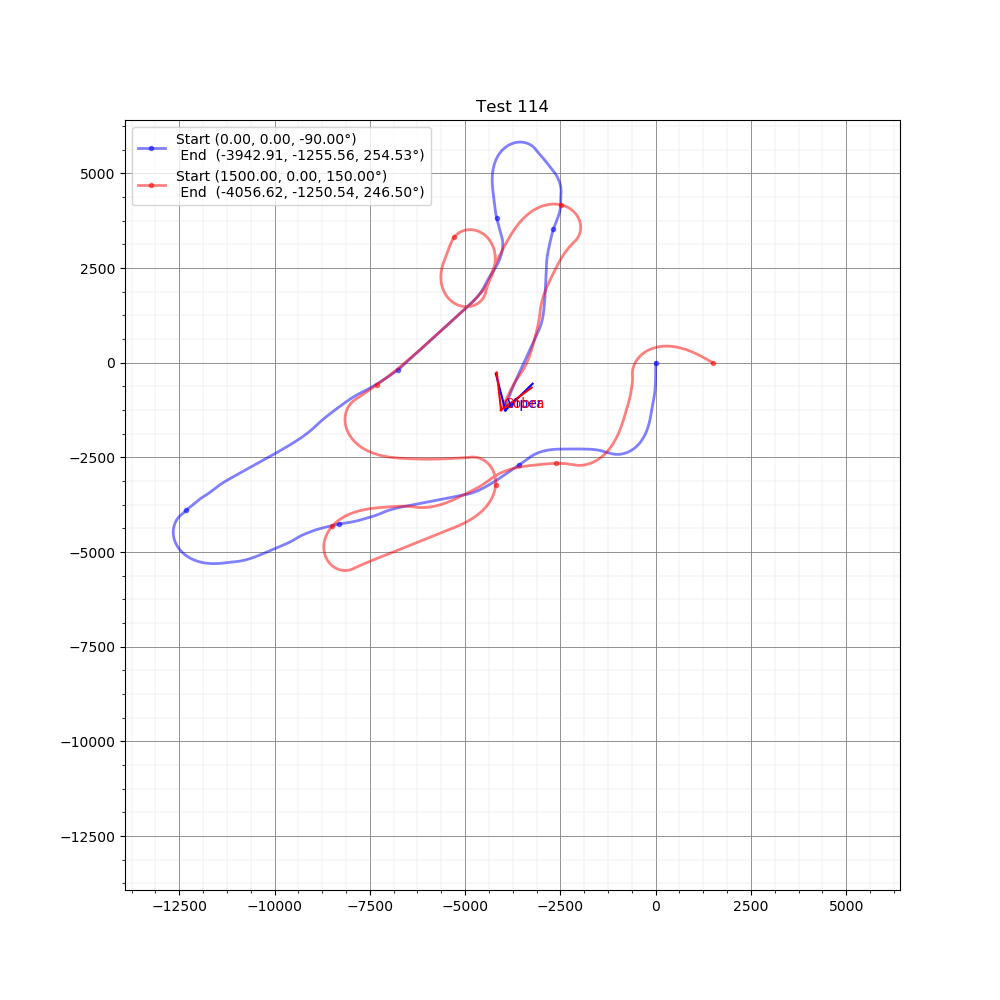 Test 114
Start (0.00, 0.00, -90.00°)
End (-3942.91, -1255.56, 254.53°)
Start (1500.00, 0.00, 150.00°)
End (-4056.62, -1250.54, 246.50°)
5000
2500
0
−2500
−5000
−7500
−10000
−12500
−12500 −10000 −7500 −5000 −2500 0 2500 5000